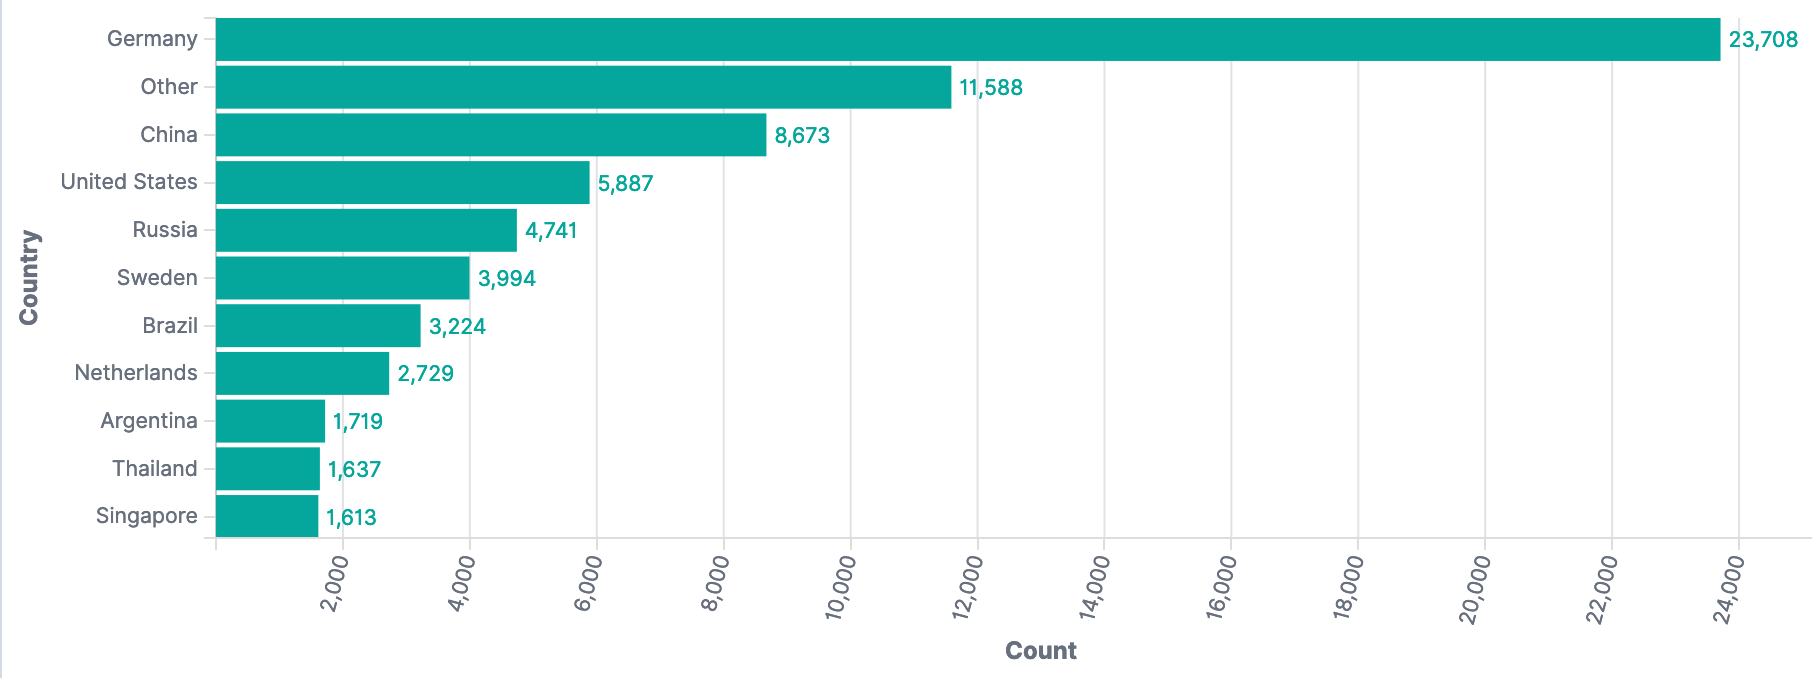 Country
Germany 23,708
Other 11,588
China 8,673
United States 5,887
Russia 4,741
Sweden 3,994
Brazil 3,224
Netherlands 2,729
Argentina 1,719
Thailand 1,637
Singapore 1,613
2,000 4,000 6,000 8,000 10,000 12,000 14,000 16,000 18,000 20,000 22,000 24,000
Count